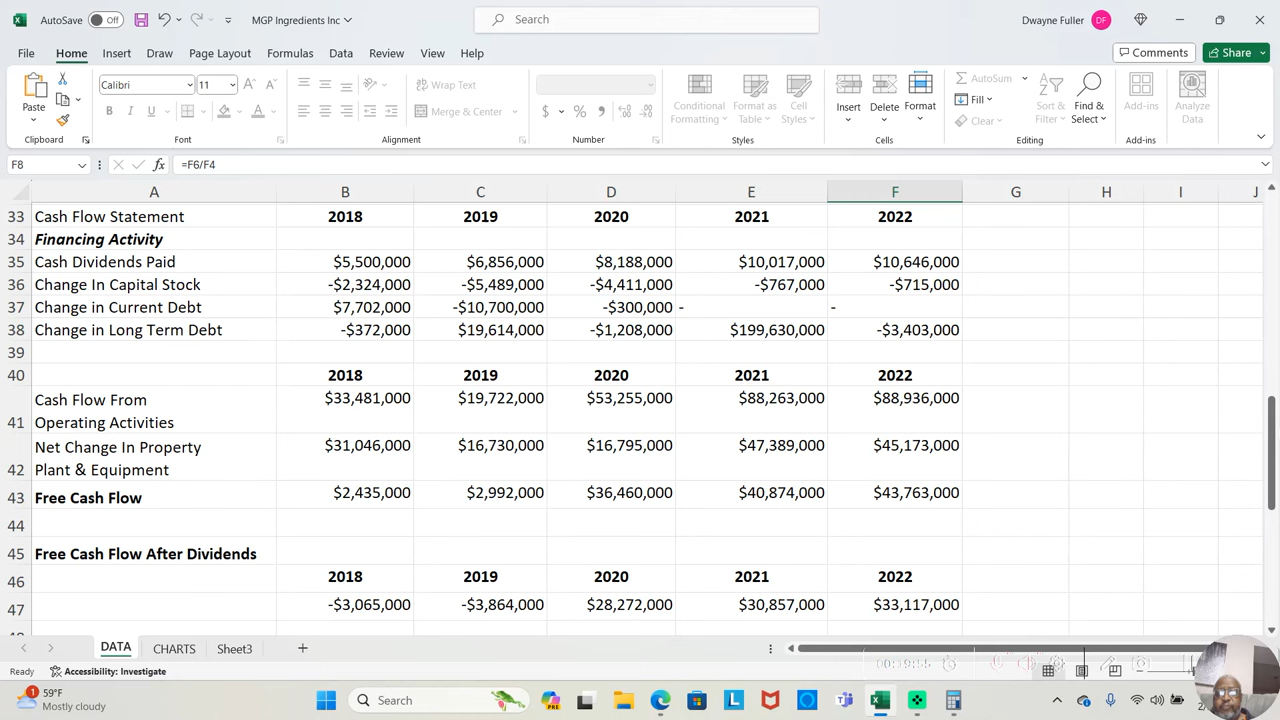 AutoSave Off MGP Ingredients Inc Search Dwayne Fuller DF
File Home Insert Draw Page Layout Formulas Data Review View Help Comments Share
Paste Calibri 11 Wrap Text Merge & Center Conditional Formatting Format as Table Cell Styles Insert Delete Format AutoSum Fill Clear Sort & Filter Find & Select Add-ins Analyze Data
Clipboard Font Alignment Number Styles Cells Editing Add-ins
F8 fx =F6/F4
A B C D E F G H I J
33 Cash Flow Statement 2018 2019 2020 2021 2022
34 Financing Activity
35 Cash Dividends Paid $5,500,000 $6,856,000 $8,188,000 $10,017,000 $10,646,000
36 Change In Capital Stock -$2,324,000 -$5,489,000 -$4,411,000 -$767,000 -$715,000
37 Change in Current Debt $7,702,000 -$10,700,000 -$300,000 - -
38 Change in Long Term Debt -$372,000 $19,614,000 -$1,208,000 $199,630,000 -$3,403,000
39
40 2018 2019 2020 2021 2022
Cash Flow From $33,481,000 $19,722,000 $53,255,000 $88,263,000 $88,936,000
41 Operating Activities
Net Change In Property $31,046,000 $16,730,000 $16,795,000 $47,389,000 $45,173,000
42 Plant & Equipment
43 Free Cash Flow $2,435,000 $2,992,000 $36,460,000 $40,874,000 $43,763,000
44
45 Free Cash Flow After Dividends
46 2018 2019 2020 2021 2022
47 -$3,065,000 -$3,864,000 $28,272,000 $30,857,000 $33,117,000
DATA CHARTS Sheet3
Ready Accessibility: Investigate
1 59°F Search
Mostly cloudy